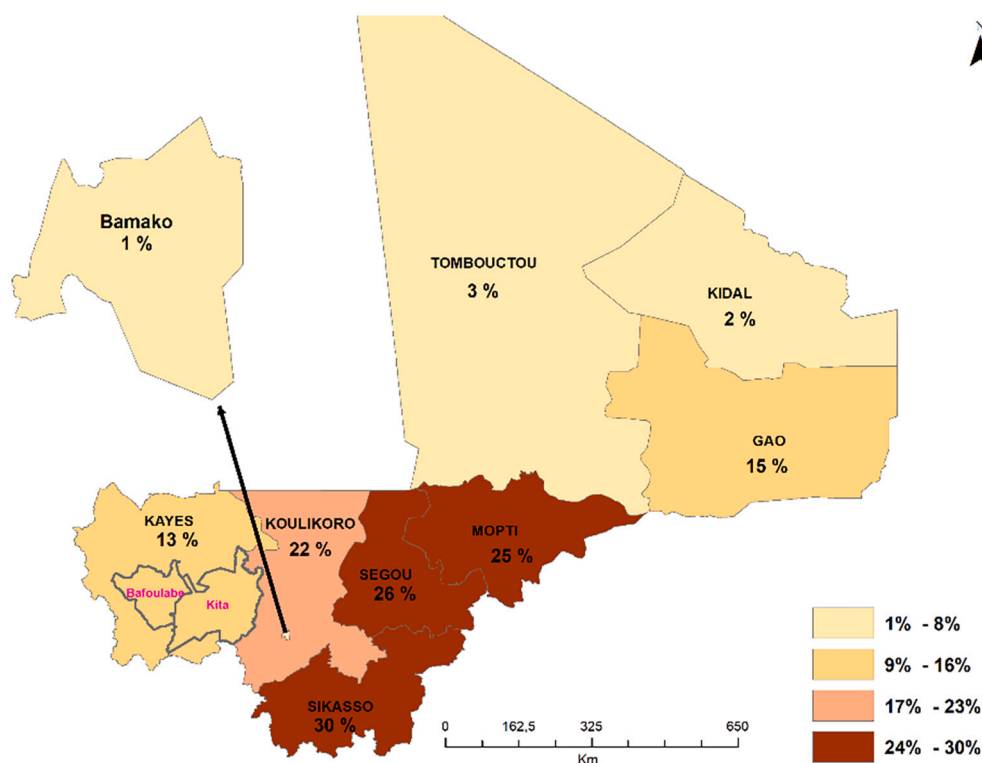 Bamako
1 %
TOMBOUCTOU
3 %
KIDAL
2 %
GAO
15 %
KAYES
13 %
KOULIKORO
22 %
MOPTI
25 %
SEGOU
26 %
Bafoulabe
Kita
SIKASSO
30 %
1% - 8%
9% - 16%
17% - 23%
24% - 30%
0 162,5 325 650
Km